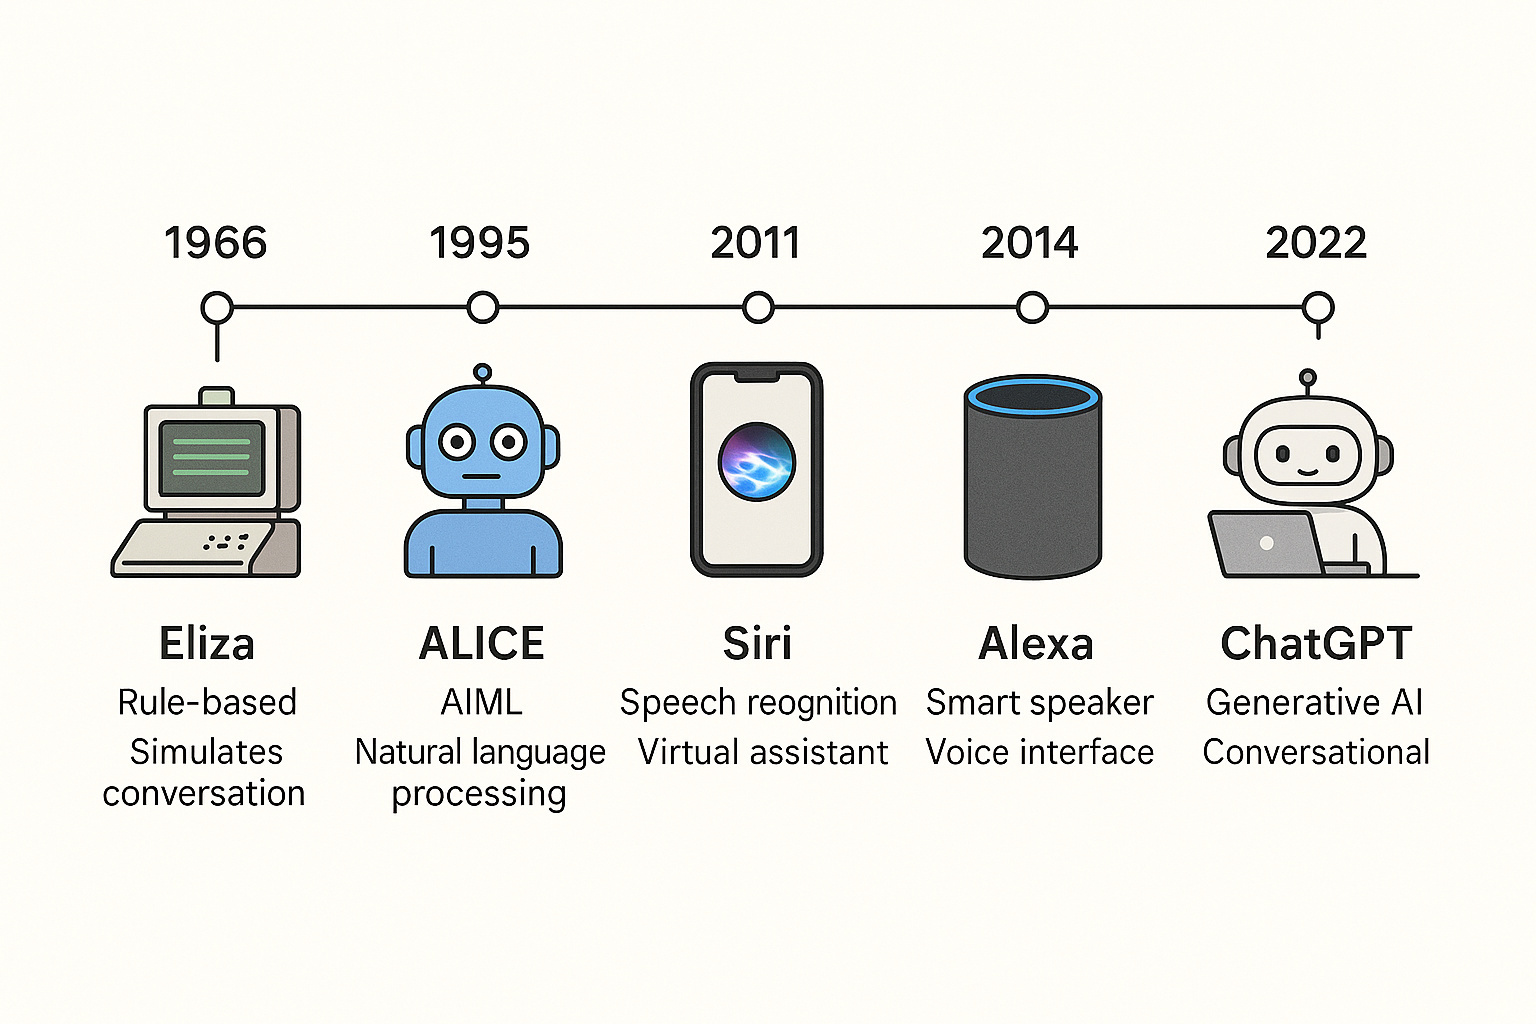 1966
1995
2011
2014
2022
Eliza
Rule-based
Simulates
conversation
ALICE
AIML
Natural language
processing
Siri
Speech reognition
Virtual assistant
Alexa
Smart speaker
Voice interface
ChatGPT
Generative AI
Conversational